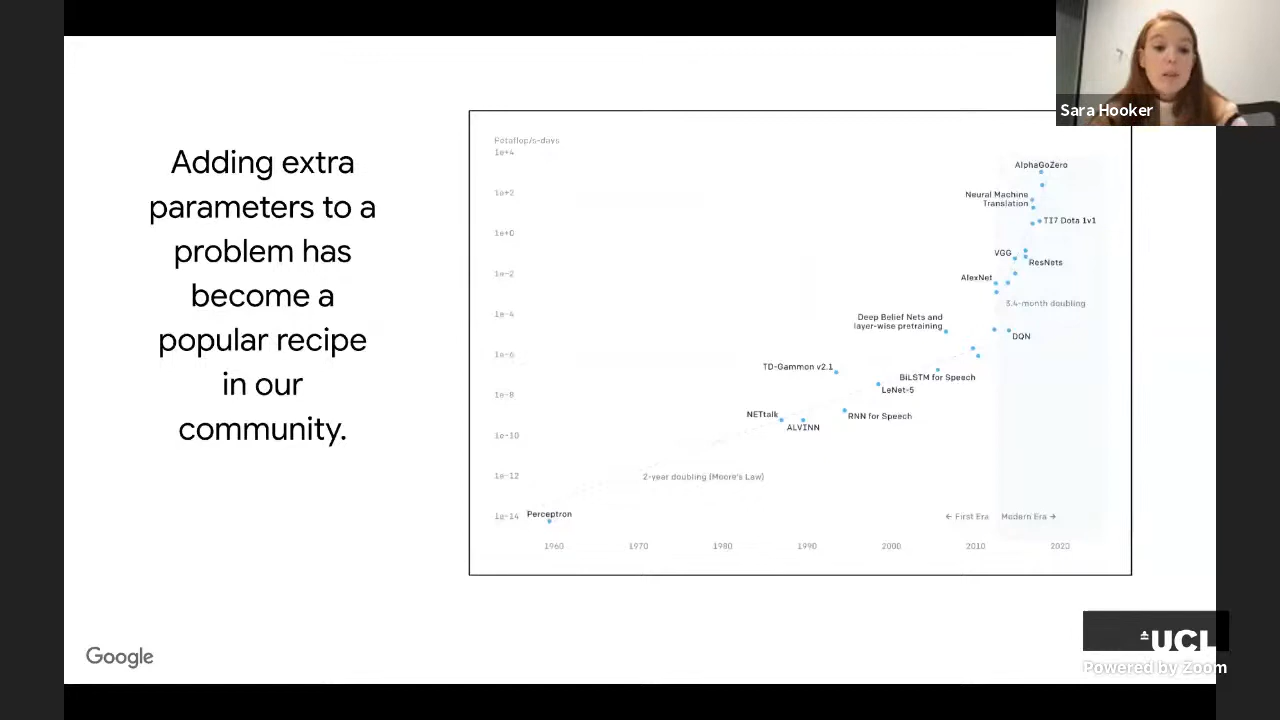 Sara Hooker
Adding extra
parameters to a
problem has
become a
popular recipe
in our
community.
Petaflop/s-days
1e+4
1e+2
1e+0
1e-2
1e-4
1e-6
1e-8
1e-10
1e-12
1e-14
AlphaGoZero
Neural Machine
Translation
TI7 Dota 1v1
VGG
ResNets
AlexNet
3.4-month doubling
Deep Belief Nets and
layer-wise pretraining
DQN
TD-Gammon v2.1
BiLSTM for Speech
LeNet-5
NETtalk
RNN for Speech
ALVINN
2-year doubling (Moore's Law)
Perceptron
← First Era
Modern Era →
1960
1970
1980
1990
2000
2010
2020
Google
UCL
Powered by Zoom